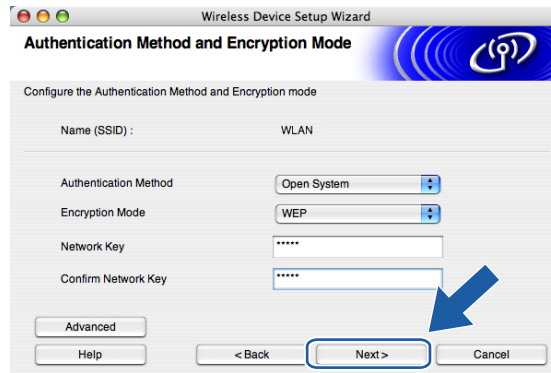 Wireless Device Setup Wizard
Authentication Method and Encryption Mode
Configure the Authentication Method and Encryption mode
Name (SSID) : WLAN
Authentication Method Open System
Encryption Mode WEP
Network Key *****
Confirm Network Key *****
Advanced
Help < Back Next > Cancel